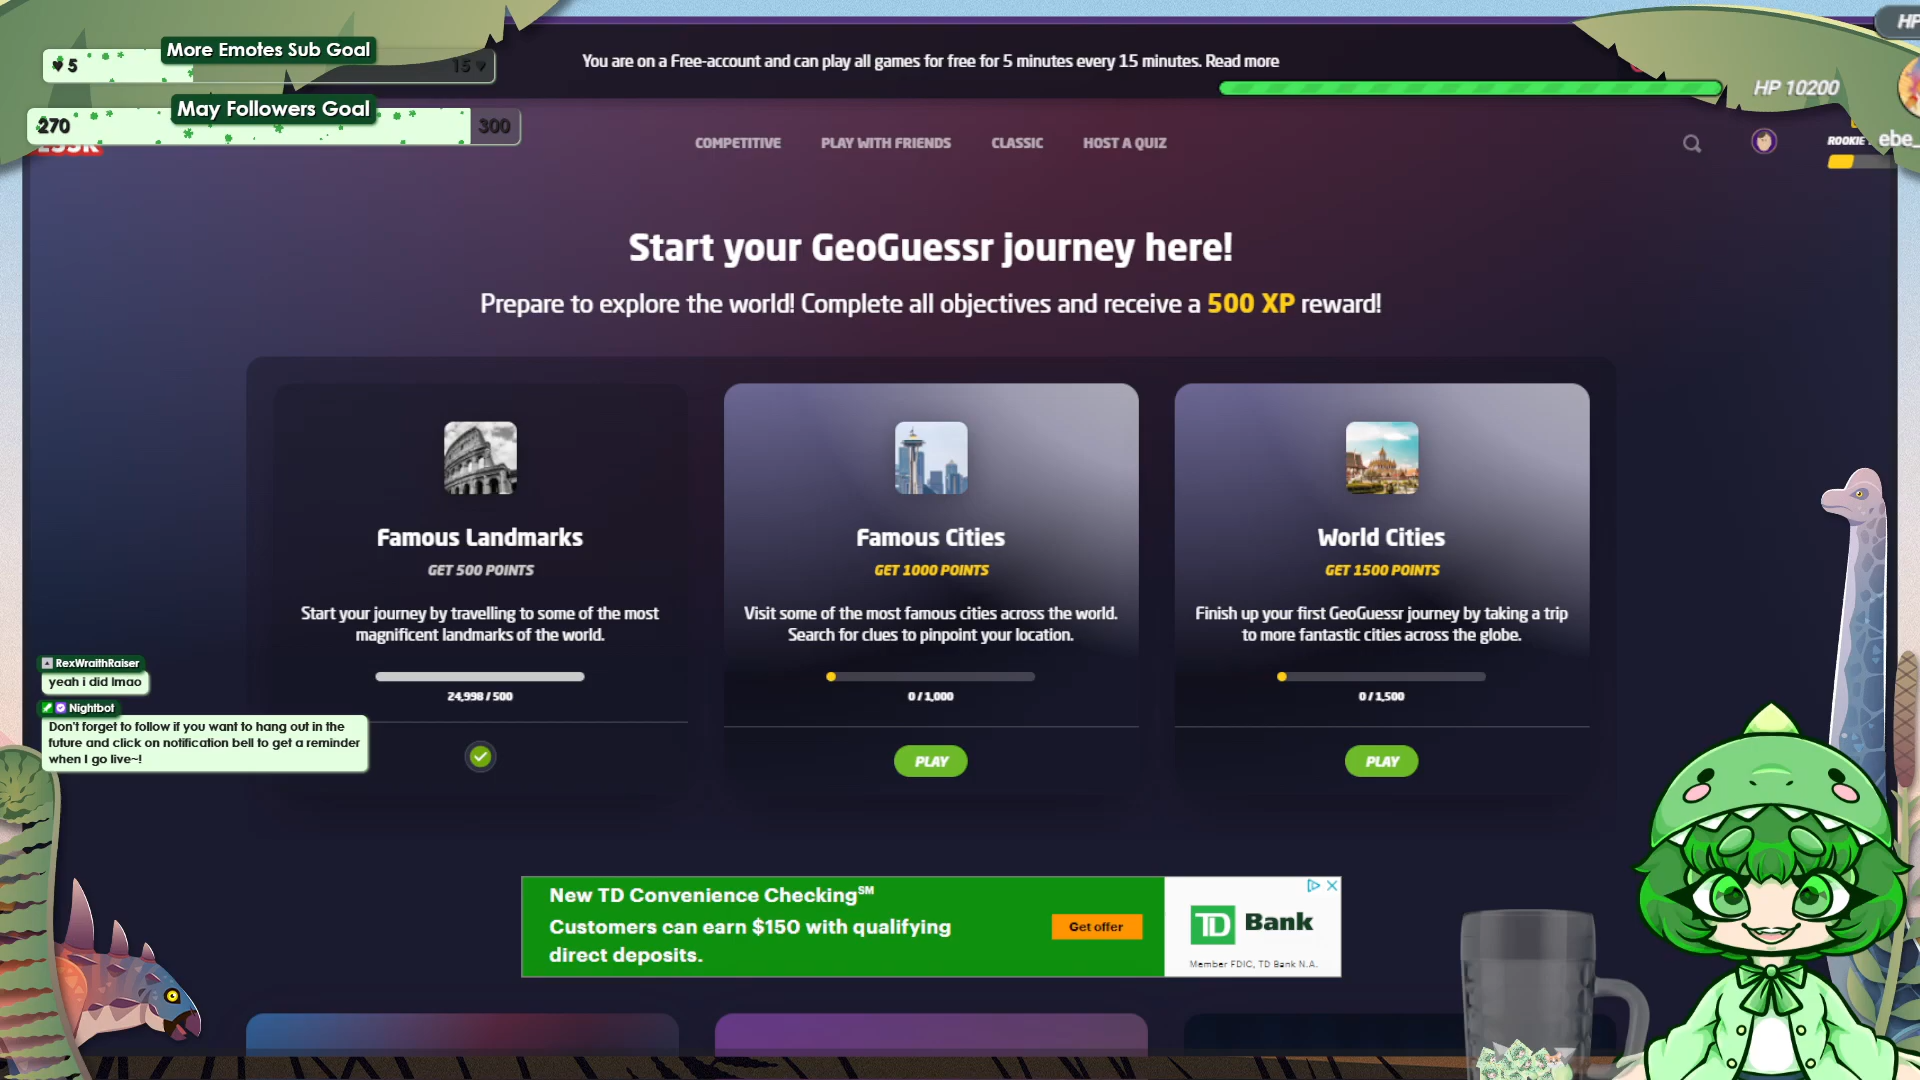 More Emotes Sub Goal
♥ 5
15 ♥
May Followers Goal
270
300
You are on a Free-account and can play all games for free for 5 minutes every 15 minutes. Read more
HP
HP 10200
COMPETITIVE
PLAY WITH FRIENDS
CLASSIC
HOST A QUIZ
ROOKIE
ebe_
Start your GeoGuessr journey here!
Prepare to explore the world! Complete all objectives and receive a 500 XP reward!
Famous Landmarks
GET 500 POINTS
Start your journey by travelling to some of the most
magnificent landmarks of the world.
24,998 / 500
Famous Cities
GET 1000 POINTS
Visit some of the most famous cities across the world.
Search for clues to pinpoint your location.
0 / 1,000
PLAY
World Cities
GET 1500 POINTS
Finish up your first GeoGuessr journey by taking a trip
to more fantastic cities across the globe.
0 / 1,500
PLAY
RexWraithRaiser
yeah i did lmao
Nightbot
Don't forget to follow if you want to hang out in the
future and click on notification bell to get a reminder
when I go live~!
New TD Convenience Checking℠
Customers can earn $150 with qualifying
direct deposits.
Get offer
TD Bank
Member FDIC, TD Bank N.A.